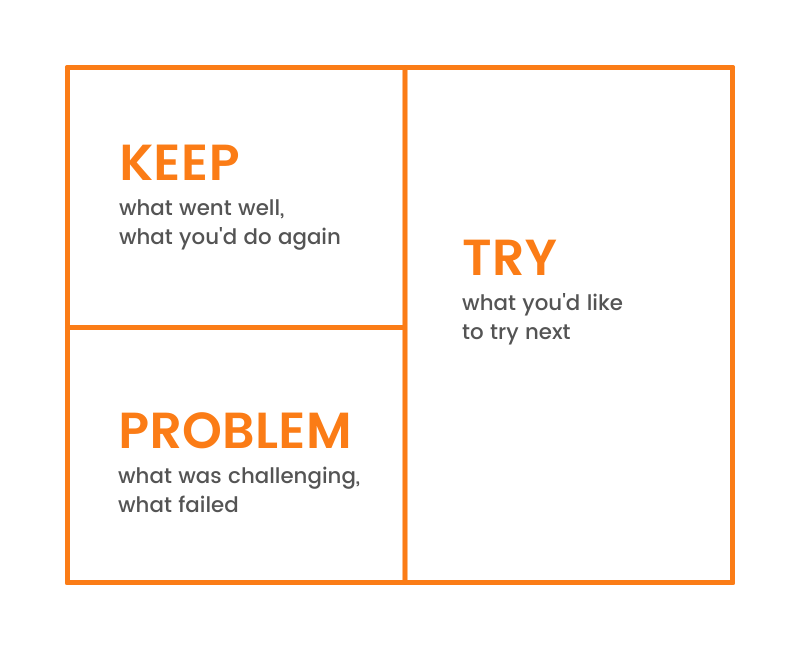 KEEP
what went well,
what you'd do again
PROBLEM
what was challenging,
what failed
TRY
what you'd like
to try next